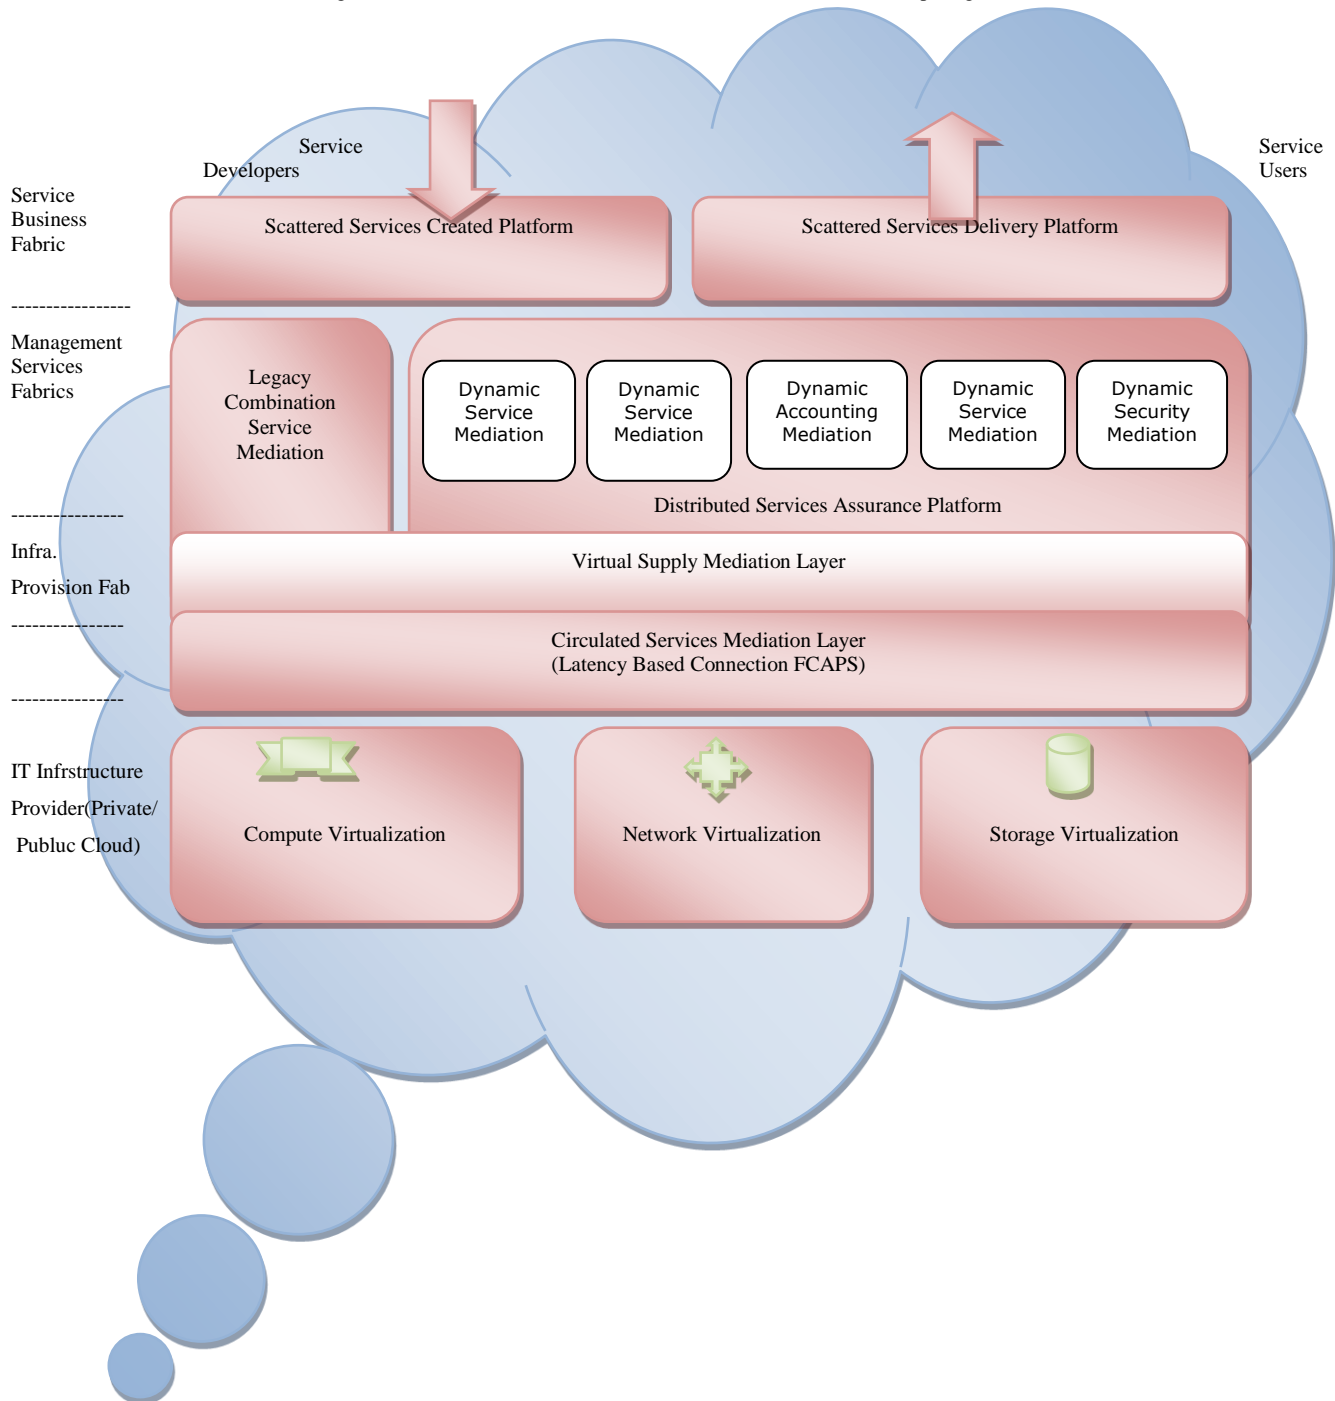 Service
Developers
Service
Users
Service
Business
Fabric
Scattered Services Created Platform
Scattered Services Delivery Platform
-----------------
Management
Services
Fabrics
Legacy
Combination
Service
Mediation
Dynamic
Service
Mediation
Dynamic
Service
Mediation
Dynamic
Accounting
Mediation
Dynamic
Service
Mediation
Dynamic
Security
Mediation
Distributed Services Assurance Platform
----------------
Infra.
Provision Fab
Virtual Supply Mediation Layer
----------------
Circulated Services Mediation Layer
(Latency Based Connection FCAPS)
----------------
IT Infrstructure
Provider(Private/
Publuc Cloud)
Compute Virtualization
Network Virtualization
Storage Virtualization